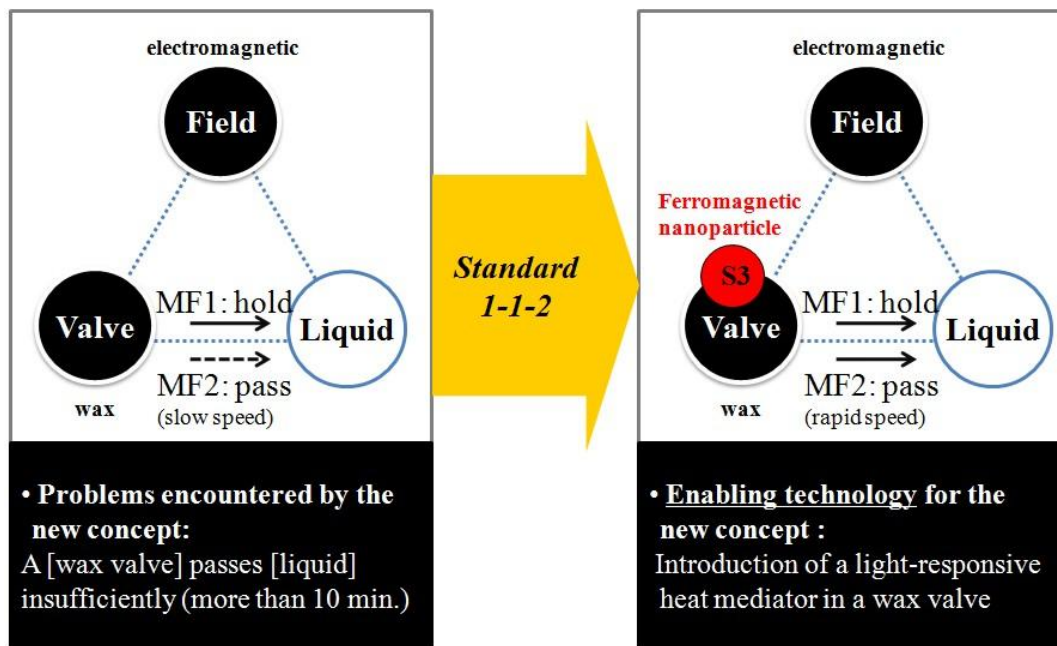 electromagnetic
Field
Valve
MF1: hold
Liquid
MF2: pass
(slow speed)
wax
• Problems encountered by the
new concept:
A [wax valve] passes [liquid]
insufficiently (more than 10 min.)
Standard
1-1-2
electromagnetic
Field
Ferromagnetic
nanoparticle
S3
Valve
MF1: hold
Liquid
MF2: pass
(rapid speed)
wax
• Enabling technology for the
new concept :
Introduction of a light-responsive
heat mediator in a wax valve